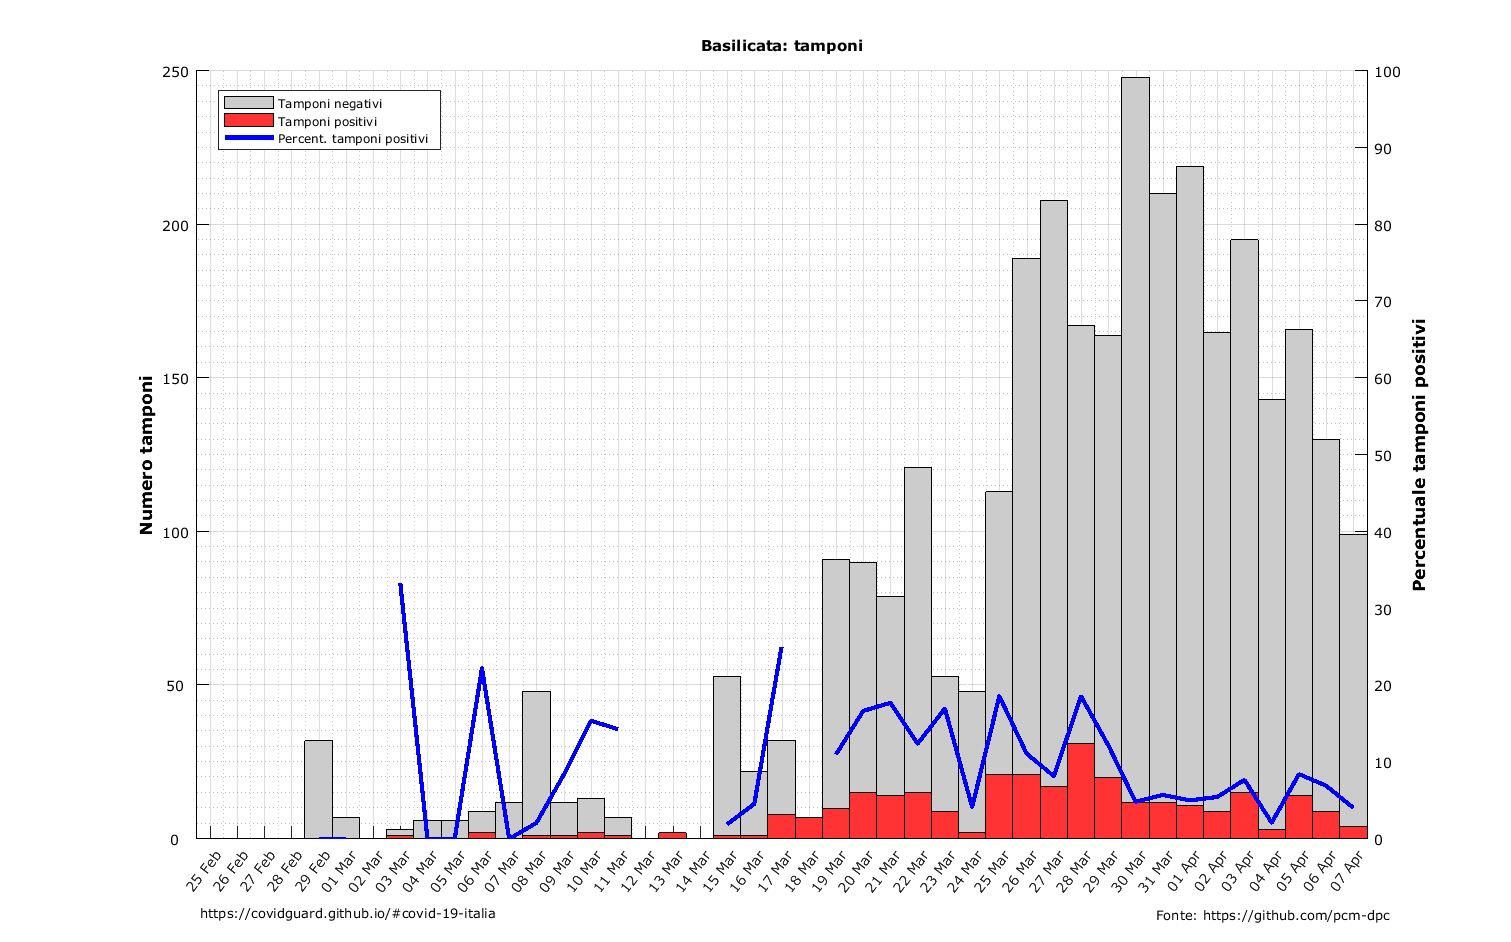 Basilicata: tamponi
Tamponi negativi
Tamponi positivi
Percent. tamponi positivi
Numero tamponi
250
200
150
100
50
0
Percentuale tamponi positivi
100
90
80
70
60
50
40
30
20
10
0
25 Feb
26 Feb
27 Feb
28 Feb
29 Feb
01 Mar
02 Mar
03 Mar
04 Mar
05 Mar
06 Mar
07 Mar
08 Mar
09 Mar
10 Mar
11 Mar
12 Mar
13 Mar
14 Mar
15 Mar
16 Mar
17 Mar
18 Mar
19 Mar
20 Mar
21 Mar
22 Mar
23 Mar
24 Mar
25 Mar
26 Mar
27 Mar
28 Mar
29 Mar
30 Mar
31 Mar
01 Apr
02 Apr
03 Apr
04 Apr
05 Apr
06 Apr
07 Apr
https://covidguard.github.io/#covid-19-italia
Fonte: https://github.com/pcm-dpc